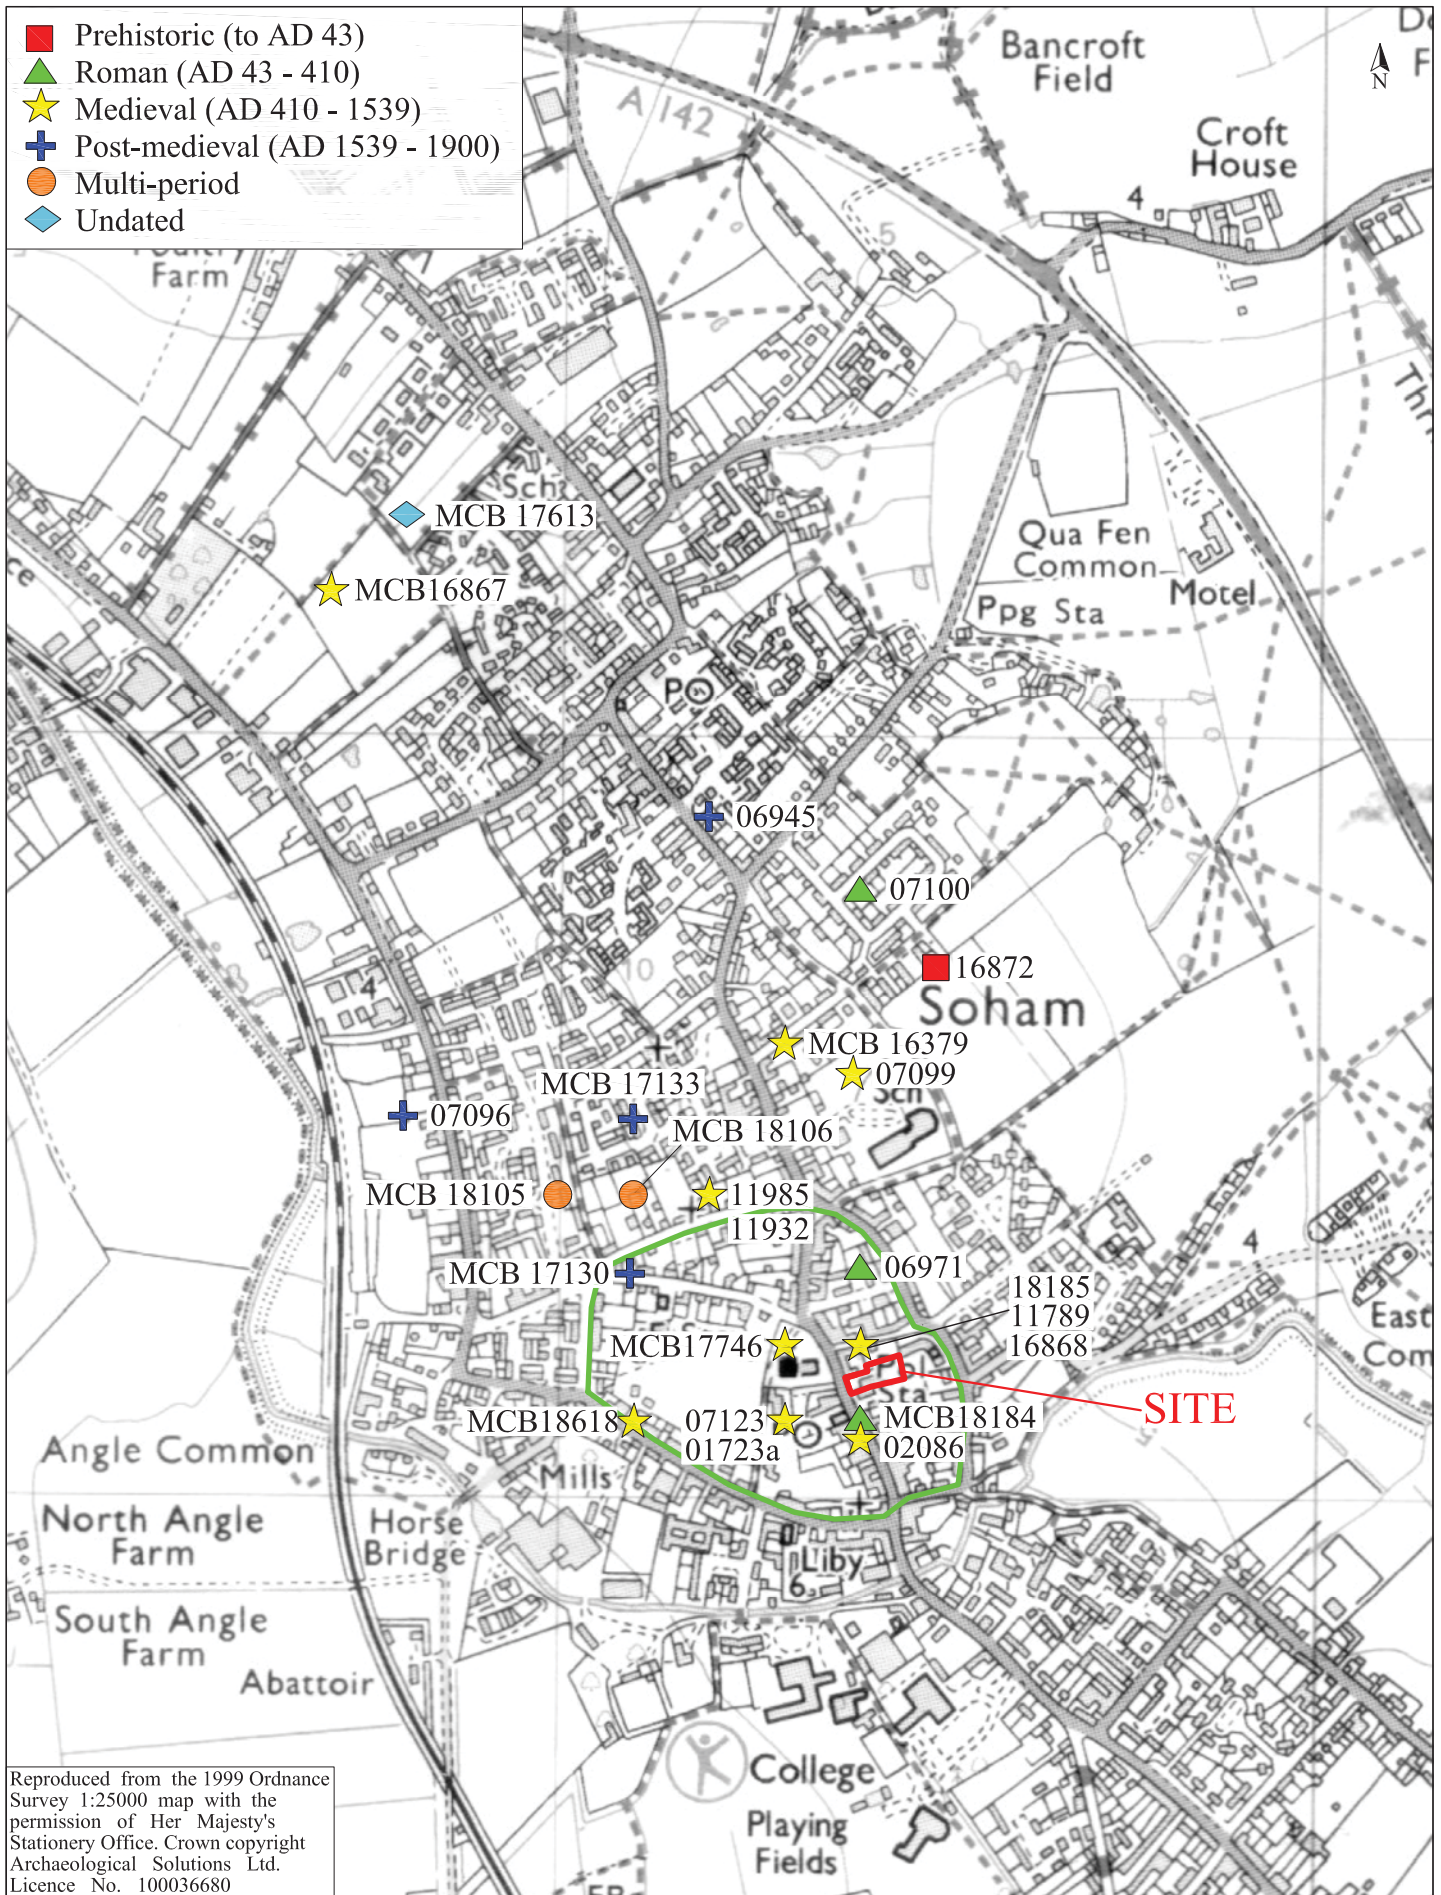 Prehistoric (to AD 43)
Roman (AD 43 - 410)
Medieval (AD 410 - 1539)
Post-medieval (AD 1539 - 1900)
Multi-period
Undated
A 142
Bancroft
Field
N
Croft
House
4
5
Farm
Sch
MCB 17613
MCB16867
Qua Fen
Common
Motel
Ppg Sta
PO
06945
07100
16872
Soham
10
4
MCB 16379
07099
Sch
MCB 17133
07096
MCB 18106
MCB 18105
11985
11932
MCB 17130
06971
4
18185
11789
16868
East
Com
MCB17746
Pol
Sta
SITE
MCB18618
07123
01723a
MCB18184
02086
Angle Common
Mills
North Angle
Farm
Horse
Bridge
Liby
6
South Angle
Farm
Abattoir
College
Playing
Fields
Reproduced from the 1999 Ordnance
Survey 1:25000 map with the
permission of Her Majesty's
Stationery Office. Crown copyright
Archaeological Solutions Ltd.
Licence No. 100036680